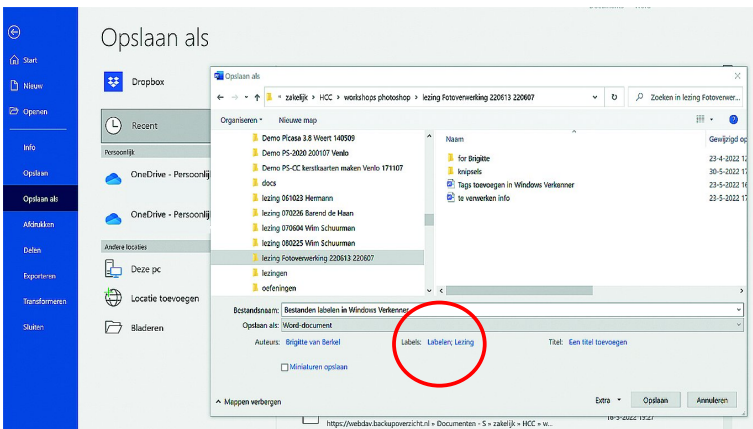 Opslaan als
Start
Nieuw
Openen
Info
Opslaan
Opslaan als
Afdrukken
Delen
Exporteren
Transformeren
Sluiten
Dropbox
Recent
Persoonlijk
OneDrive - Persoonlij
OneDrive - Persoonlij
Andere locaties
Deze pc
Locatie toevoegen
Bladeren
Opslaan als
« zakelijk > HCC > workshops photoshop > lezing Fotoverwerking 220613 220607
Zoeken in lezing Fotoverwer...
Organiseren Nieuwe map
Demo Picasa 3.8 Weert 140509
Demo PS-2020 200107 Venlo
Demo PS-CC kerstkaarten maken Venlo 171107
docs
lezing 061023 Hermann
lezing 070226 Barend de Haan
lezing 070604 Wim Schuurman
lezing 080225 Wim Schuurman
lezing Fotoverwerking 220613 220607
lezingen
oefeningen
Naam Gewijzigd op
for Brigitte 23-4-2022 12
knipsels 30-5-2022 17
Tags toevoegen in Windows Verkenner 23-5-2022 16
te verwerken info 23-5-2022 17
Bestandsnaam: Bestanden labelen in Windows Verkenner
Opslaan als: Word-document
Auteurs: Brigitte van Berkel Labels: Labelen; Lezing Titel: Een titel toevoegen
Miniaturen opslaan
Mappen verbergen Extra Opslaan Annuleren
https://webdav.backupoverzicht.nl » Documenten - S » zakelijk » HCC » w...